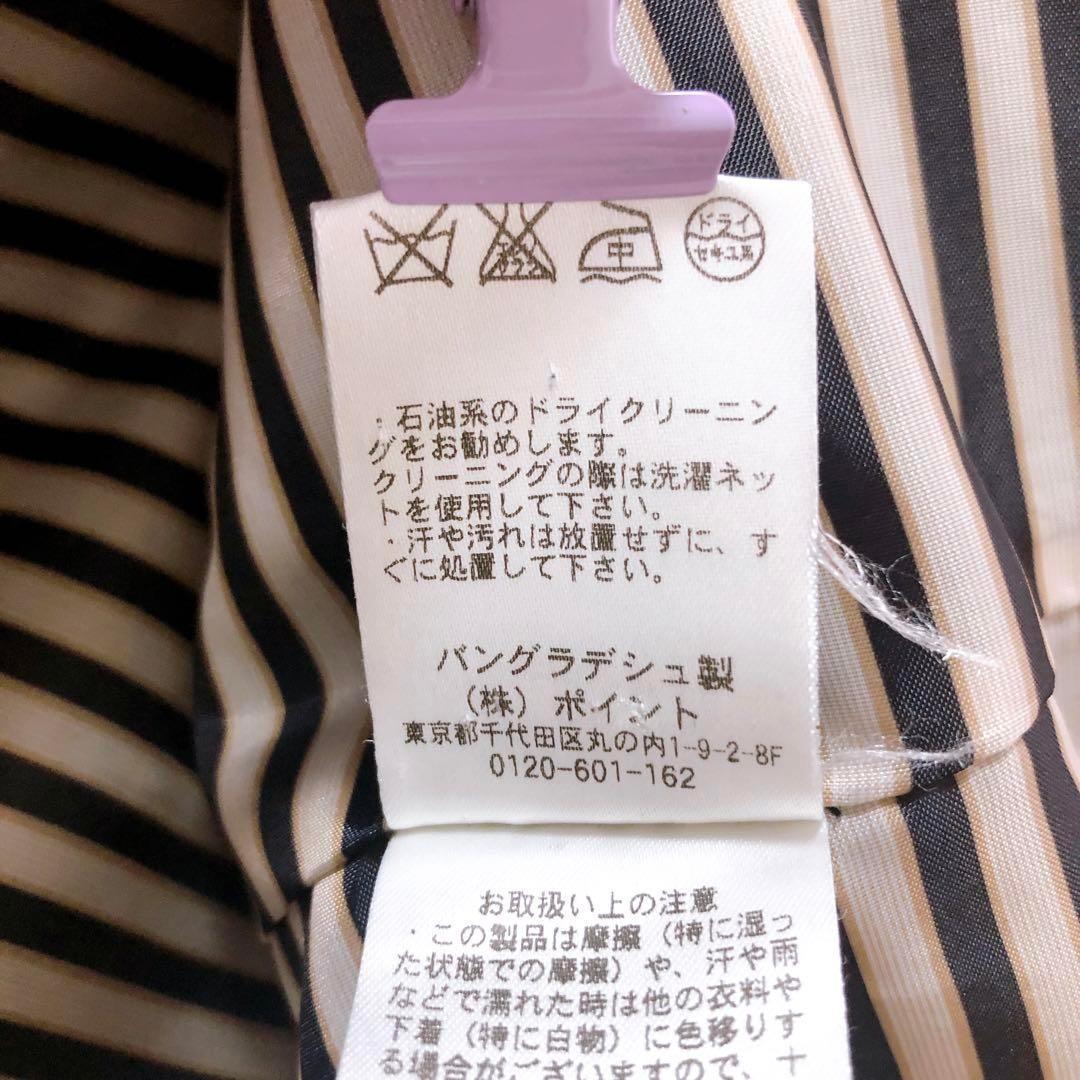 中 ドライ
セキユ系
・石油系のドライクリーニン
グをお勧めします。
クリーニングの際は洗濯ネッ
トを使用して下さい。
・汗や汚れは放置せずに、す
ぐに処置して下さい。
バングラデシュ製
(株) ポイント
東京都千代田区丸の内1-9-2-8F
0120-601-162
お取扱い上の注意
・この製品は摩擦(特に湿っ
た状態での摩擦)や、汗や雨
などで濡れた時は他の衣料や
下着(特に白物)に色移りす
る場合がございますので、十